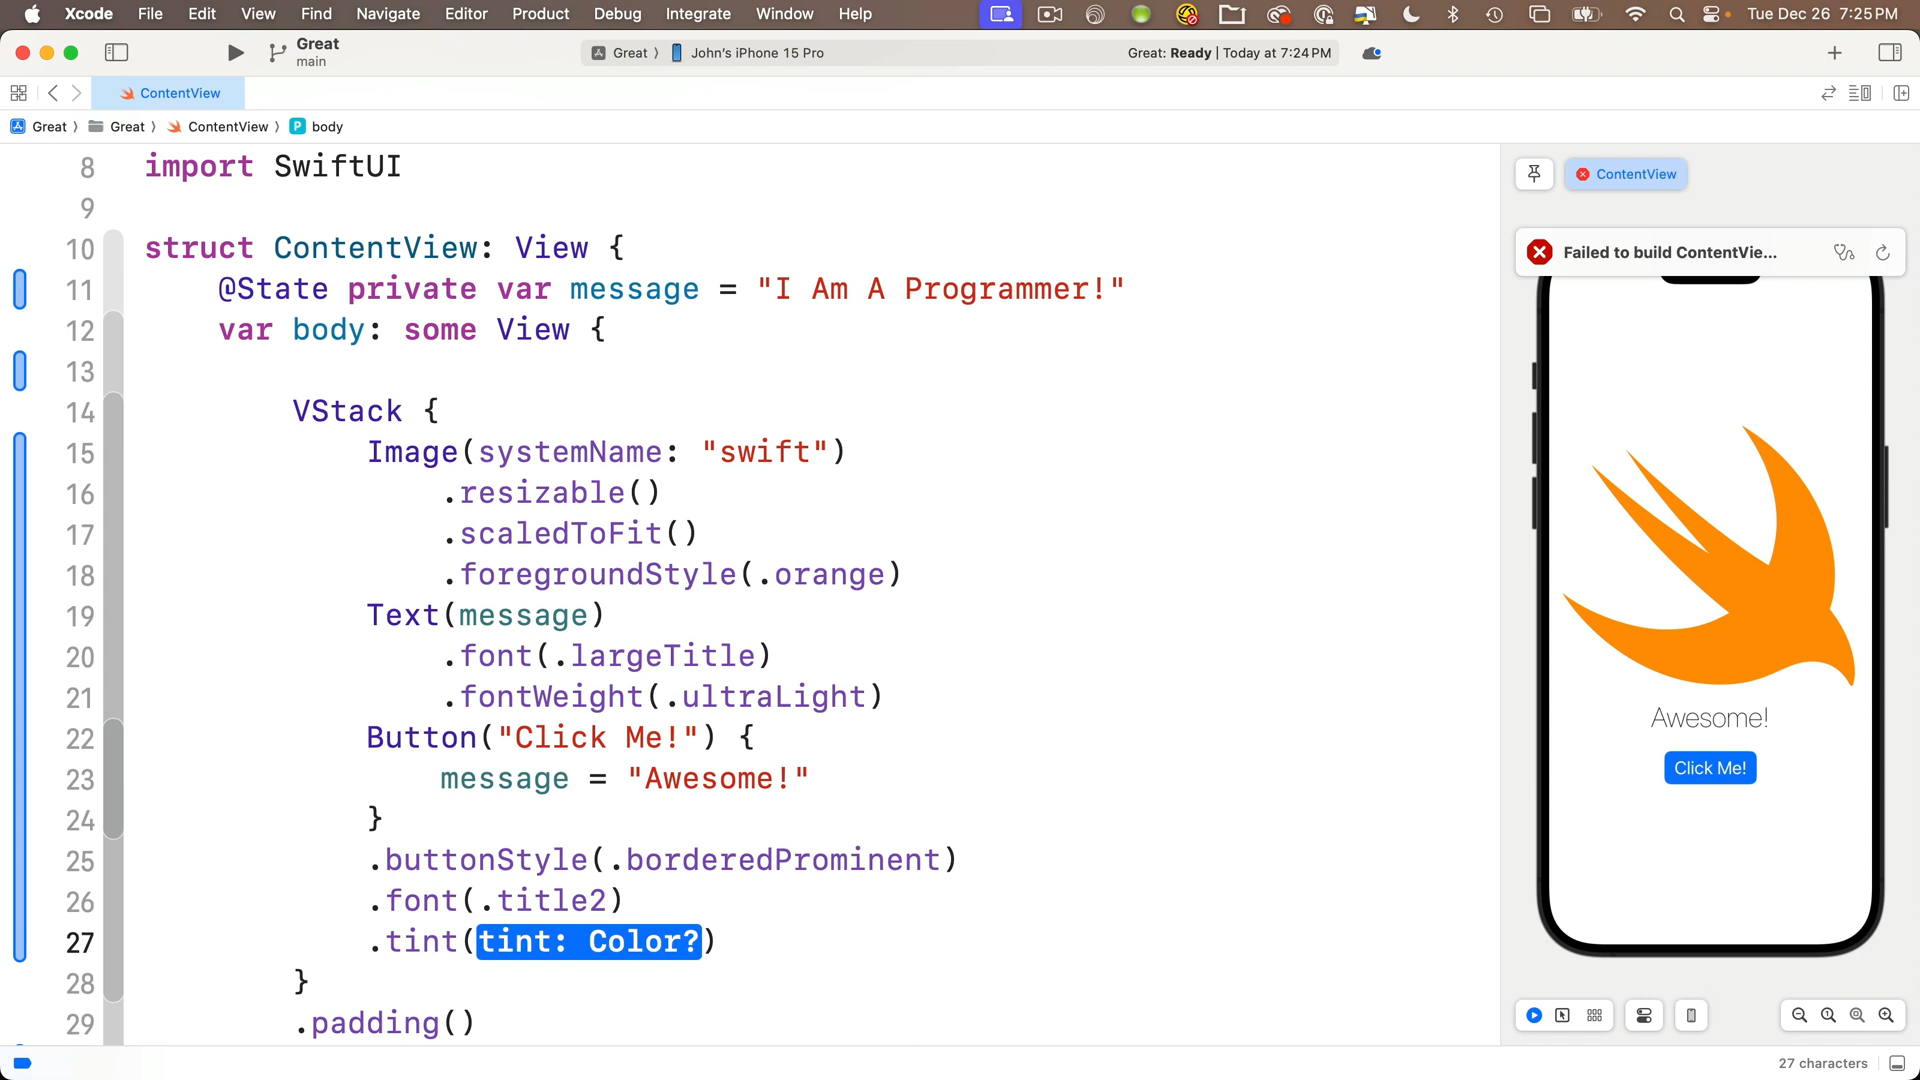 Xcode File Edit View Find Navigate Editor Product Debug Integrate Window Help Tue Dec 26 7:25 PM
Great
main
Great 〉 John's iPhone 15 Pro
Great: Ready | Today at 7:24 PM
ContentView
Great 〉 Great 〉 ContentView 〉 P body
8 import SwiftUI
9
10 struct ContentView: View {
11 @State private var message = "I Am A Programmer!"
12 var body: some View {
13
14 VStack {
15 Image(systemName: "swift")
16 .resizable()
17 .scaledToFit()
18 .foregroundStyle(.orange)
19 Text(message)
20 .font(.largeTitle)
21 .fontWeight(.ultraLight)
22 Button("Click Me!") {
23 message = "Awesome!"
24 }
25 .buttonStyle(.borderedProminent)
26 .font(.title2)
27 .tint(tint: Color?)
28 }
29 .padding()
ContentView
Failed to build ContentVie...
Awesome!
Click Me!
27 characters